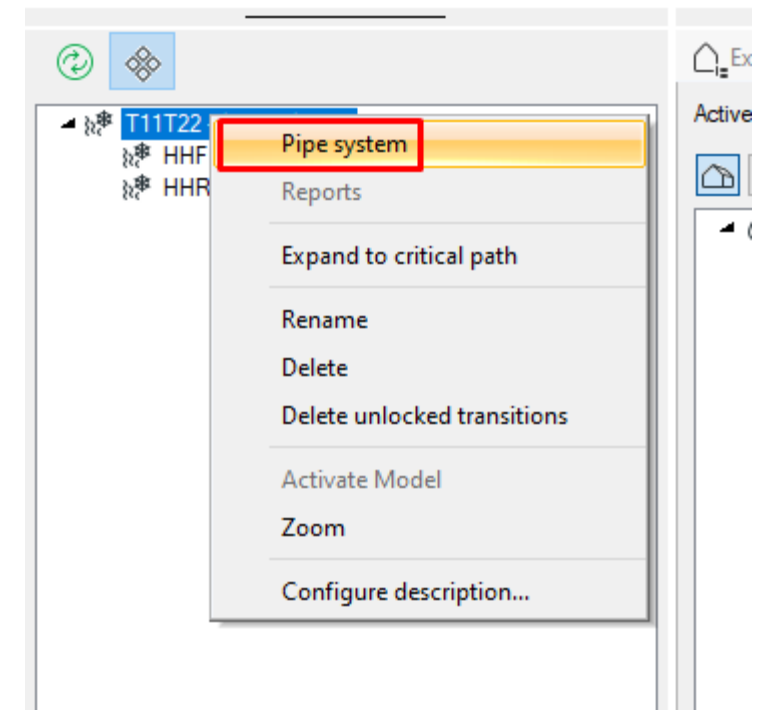 Ex
Active
T11T22
HHF
HHR
Pipe system
Reports
Expand to critical path
Rename
Delete
Delete unlocked transitions
Activate Model
Zoom
Configure description...